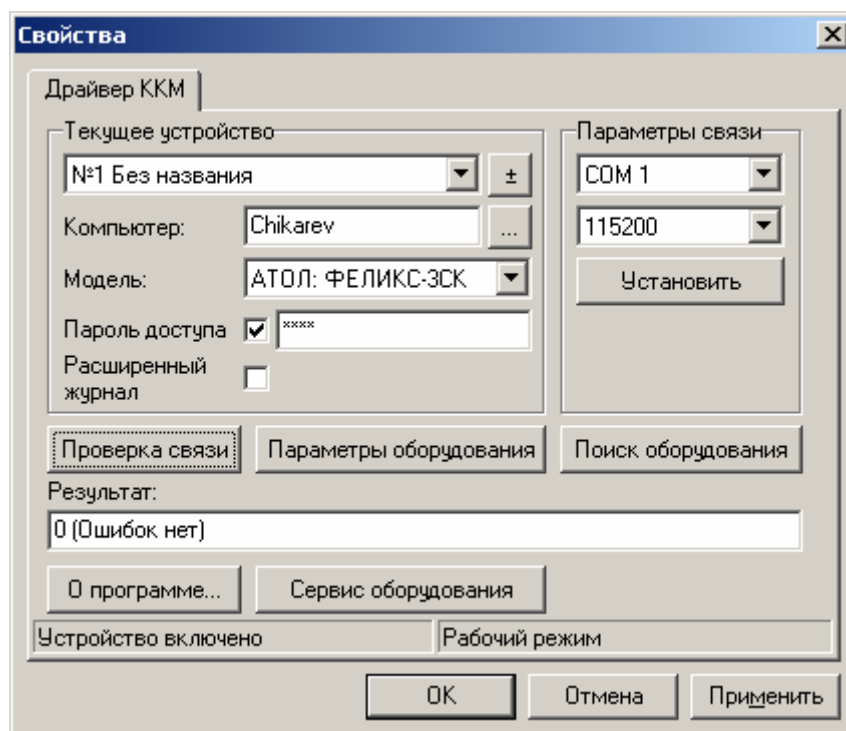 Свойства
Драйвер ККМ
Текущее устройство
Параметры связи
№1 Без названия
±
COM 1
Компьютер:
Chikarev
...
115200
Модель:
АТОЛ: ФЕЛИКС-3СК
Установить
Пароль доступа
****
Расширенный
журнал
Проверка связи
Параметры оборудования
Поиск оборудования
Результат:
0 (Ошибок нет)
О программе...
Сервис оборудования
Устройство включено
Рабочий режим
OK
Отмена
Применить